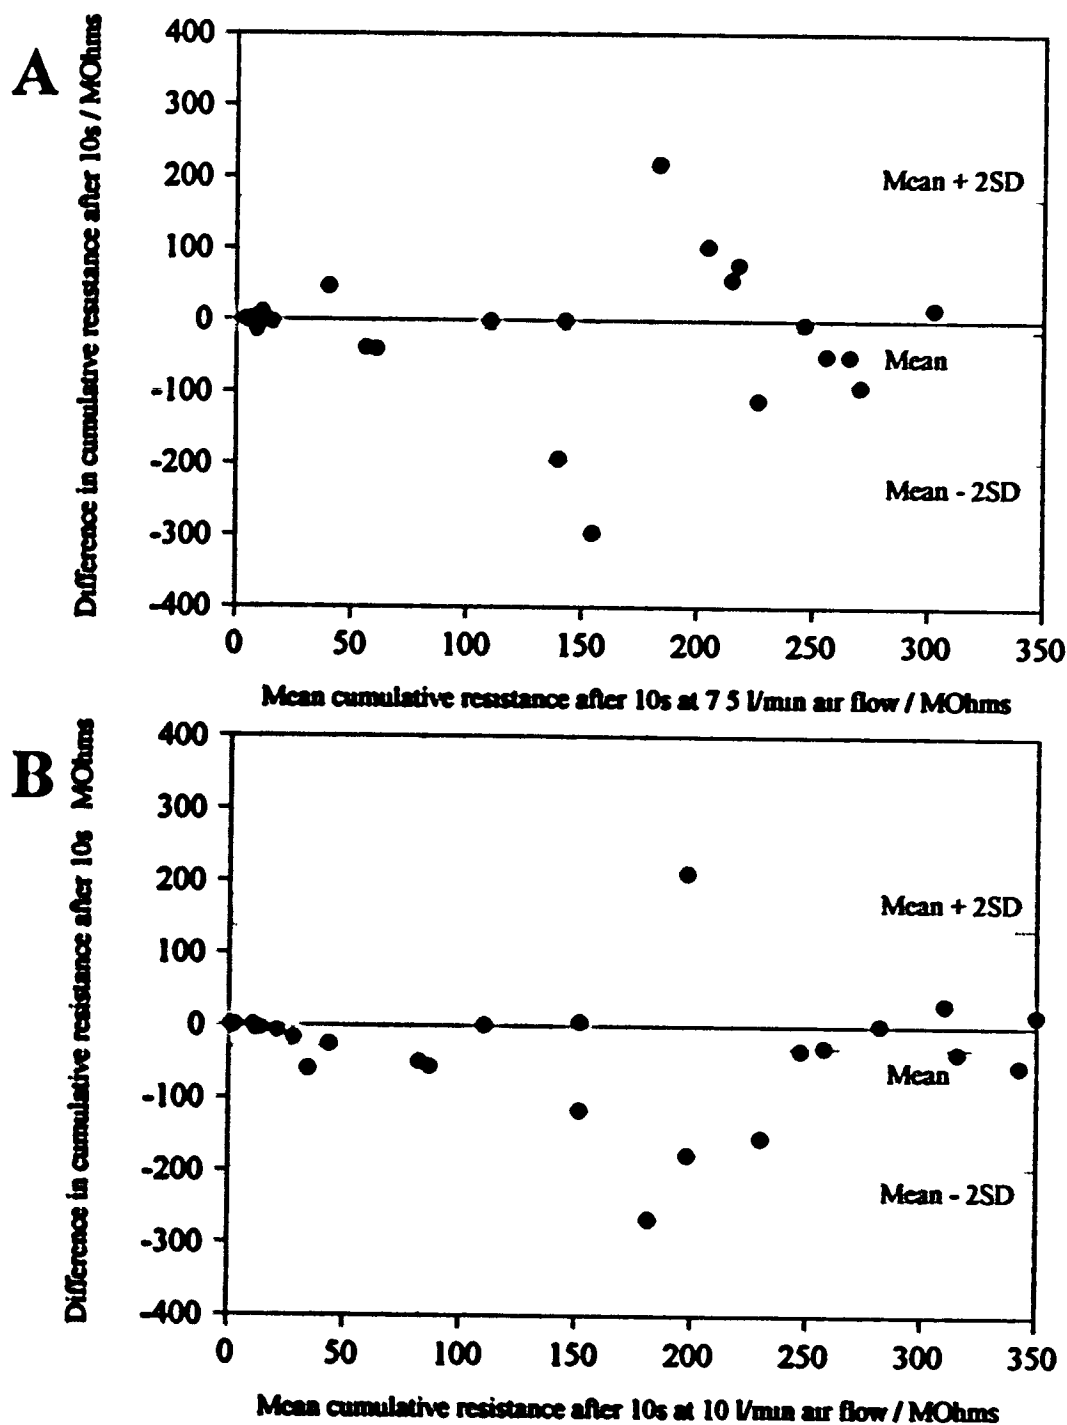 A
Difference in cumulative resistance after 10s / MOhms
400
300
200
100
0
-100
-200
-300
-400
Mean + 2SD
Mean
Mean - 2SD
0 50 100 150 200 250 300 350
Mean cumulative resistance after 10s at 7 5 l/min air flow / MOhms
B
Difference in cumulative resistance after 10s MOhms
400
300
200
100
0
-100
-200
-300
-400
Mean + 2SD
Mean
Mean - 2SD
0 50 100 150 200 250 300 350
Mean cumulative resistance after 10s at 10 l/min air flow / MOhms